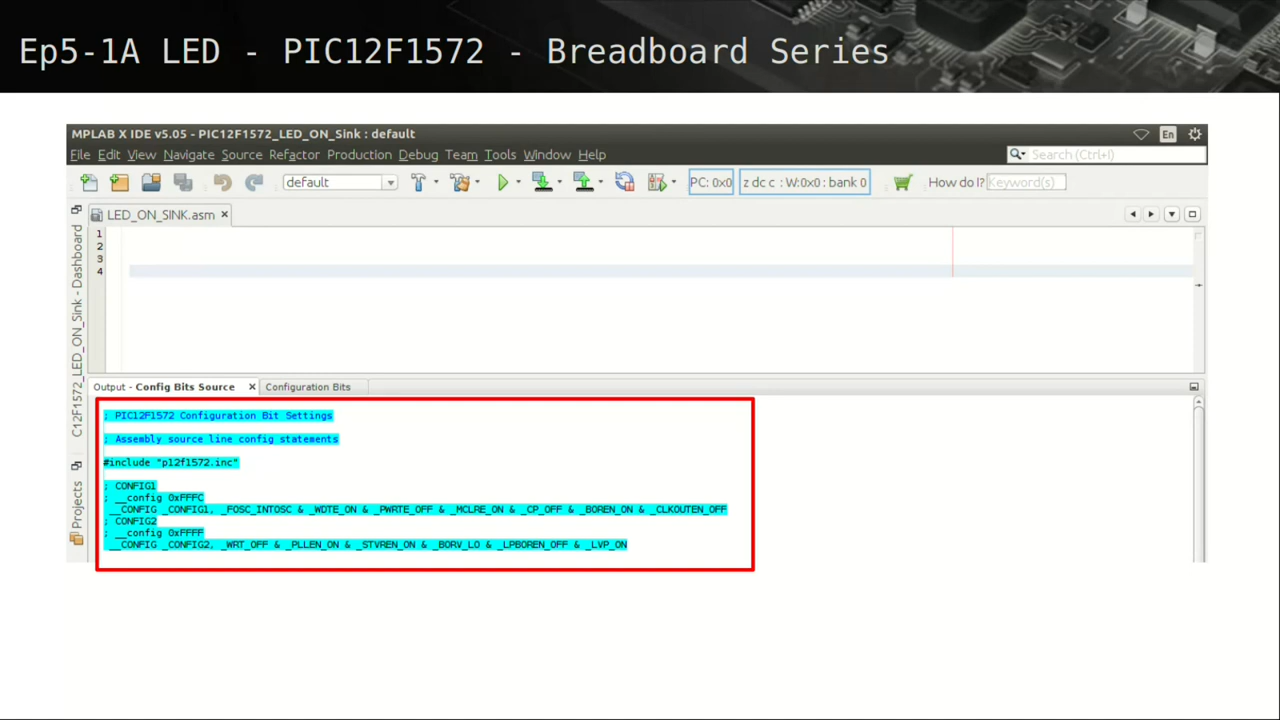 Ep5-1A LED - PIC12F1572 - Breadboard Series
MPLAB X IDE v5.05 - PIC12F1572_LED_ON_Sink : default
En
File Edit View Navigate Source Refactor Production Debug Team Tools Window Help
Search (Ctrl+I)
default
PC: 0x0
z dc c : W:0x0 : bank 0
How do I?
Keyword(s)
LED_ON_SINK.asm
1
2
3
4
C12F1572_LED_ON_Sink - Dashboard
Projects
Output - Config Bits Source
Configuration Bits
; PIC12F1572 Configuration Bit Settings
; Assembly source line config statements
#include "p12f1572.inc"
; CONFIG1
; __config 0xFFFC
__CONFIG _CONFIG1, _FOSC_INTOSC & _WDTE_ON & _PWRTE_OFF & _MCLRE_ON & _CP_OFF & _BOREN_ON & _CLKOUTEN_OFF
; CONFIG2
; __config 0xFFFF
__CONFIG _CONFIG2, _WRT_OFF & _PLLEN_ON & _STVREN_ON & _BORV_LO & _LPBOREN_OFF & _LVP_ON